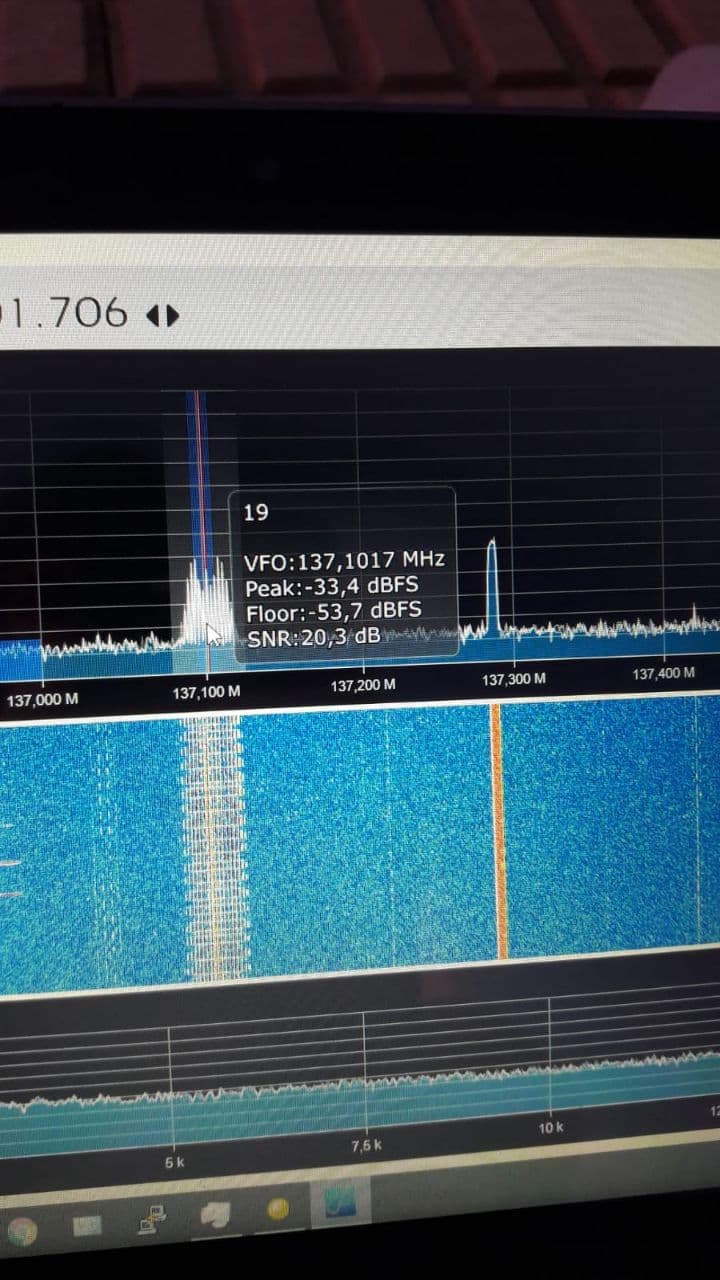 1.706
19
VFO:137,1017 MHz
Peak:-33,4 dBFS
Floor:-53,7 dBFS
SNR:20,3 dB
137,000 M
137,100 M
137,200 M
137,300 M
137,400 M
5 k
7,5 k
10 k